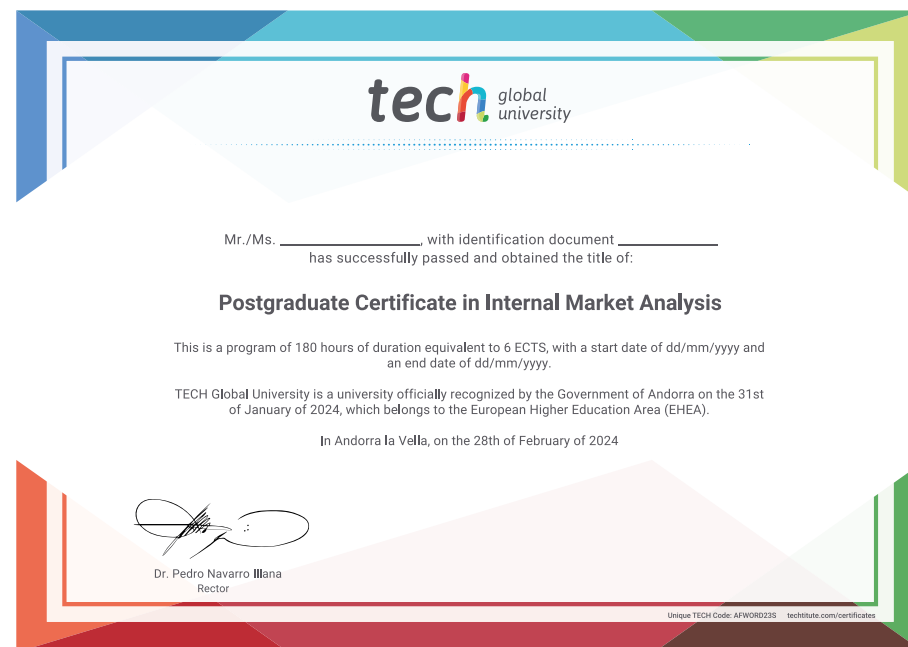 tech global university
Mr./Ms. ____________, with identification document ____________
has successfully passed and obtained the title of:
Postgraduate Certificate in Internal Market Analysis
This is a program of 180 hours of duration equivalent to 6 ECTS, with a start date of dd/mm/yyyy and
an end date of dd/mm/yyyy.
TECH Global University is a university officially recognized by the Government of Andorra on the 31st
of January of 2024, which belongs to the European Higher Education Area (EHEA).
In Andorra la Vella, on the 28th of February of 2024
Dr. Pedro Navarro Illana
Rector
Unique TECH Code: AFWORD23S techtitute.com/certificates